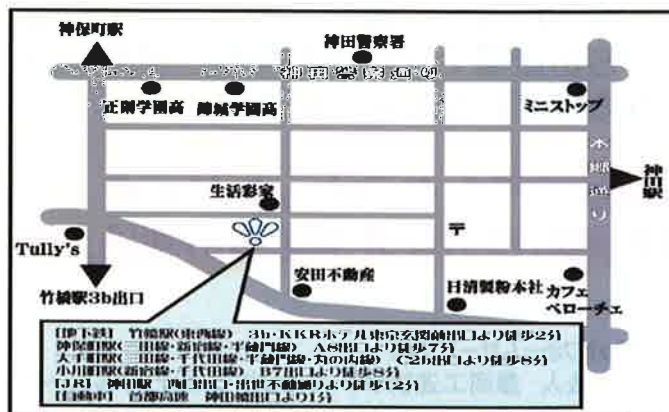 神保町駅
神田警察署
神田警察通り
正則学園高
錦城学園高
ミニストップ
本郷通り
神田駅
生活彩家
〒
Tully's
竹橋駅3b出口
安田不動産
日清製粉本社
カフェ
ベローチェ
[地下鉄] 竹橋駅(東西線) 3b・KKRホテル東京玄関前出口より徒歩2分
神保町駅(三田線・新宿線・半蔵門線) A8出口より徒歩7分
大手町駅(三田線・千代田線・半蔵門線・丸の内線) C2b出口より徒歩8分
小川町駅(新宿線・千代田線) B7出口より徒歩8分
[JR] 神田駅 西口出口・出世不動通りより徒歩12分
[自動車] 首都高速 神田橋出口より1分